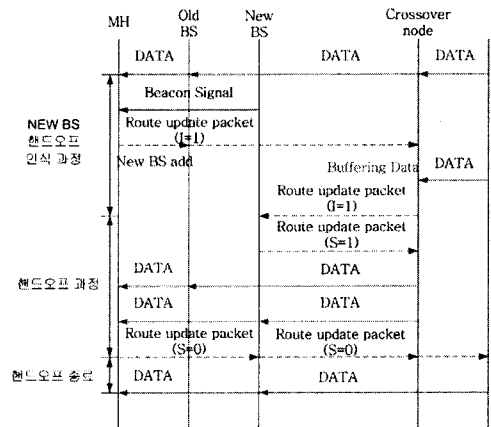 MH
Old
BS
New
BS
Crossover
node
DATA DATA DATA
Beacon Signal
NEW BS
핸드오프
인식 과정
Route update packet
(I=1)
New BS add
Buffering Data
DATA
Route update packet
(I=1)
Route update packet
(S=1)
핸드오프 과정
DATA DATA
DATA DATA
Route update packet
(S=0)
Route update packet
(S=0)
핸드오프 종료
DATA DATA